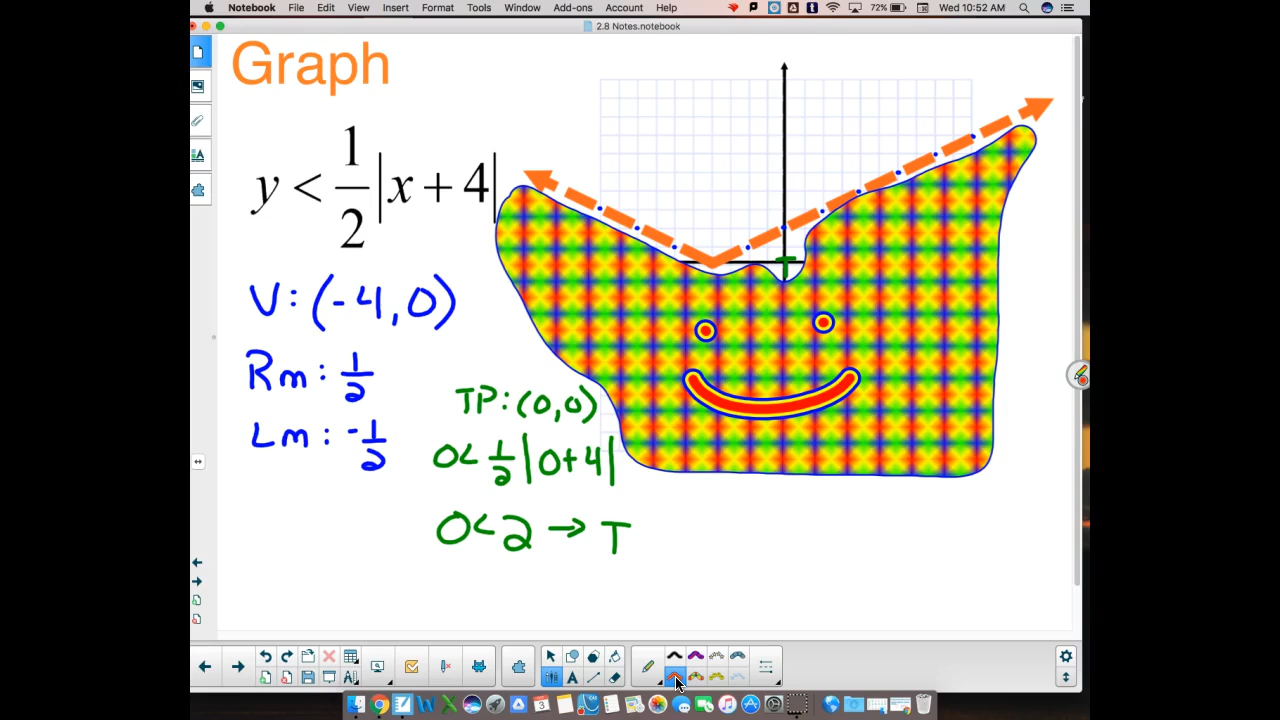 Notebook File Edit View Insert Format Tools Window Add-ons Account Help 72% Wed 10:52 AM
2.8 Notes.notebook
Graph
y < 1/2 |x + 4|
V: (-4,0)
Rm: 1/2
Lm: -1/2
TP: (0,0)
0 < 1/2 |0+4|
0<2 → T
T